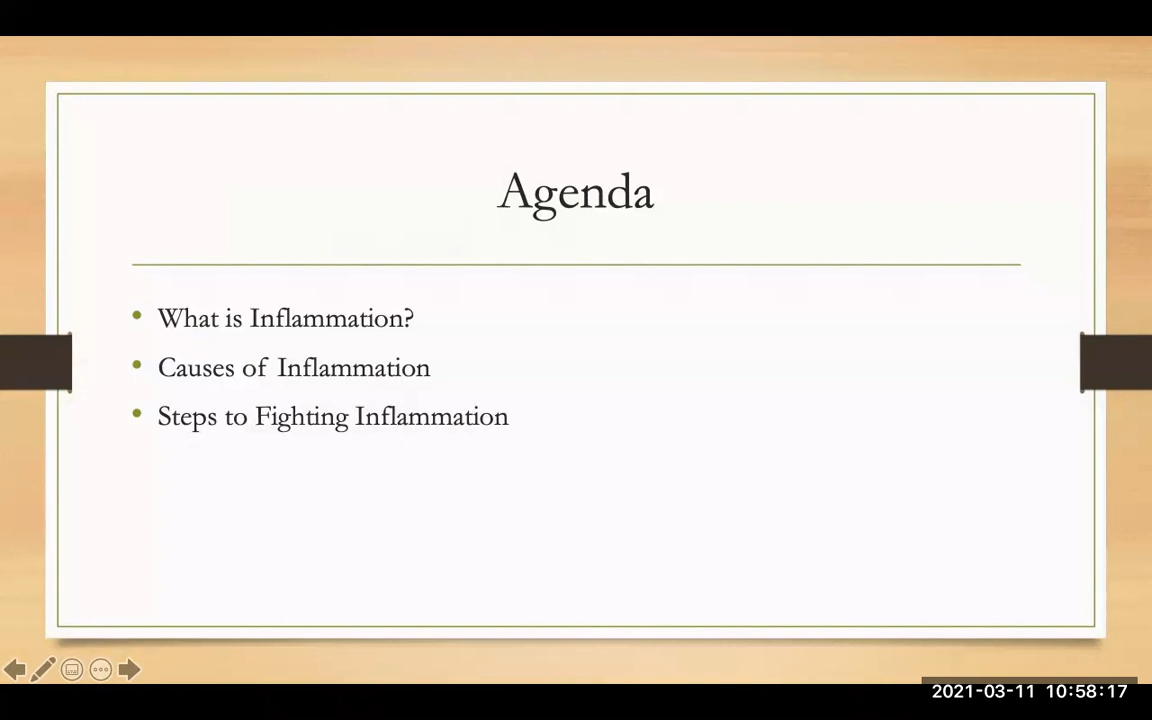 Agenda
What is Inflammation?
Causes of Inflammation
Steps to Fighting Inflammation
2021-03-11 10:58:17